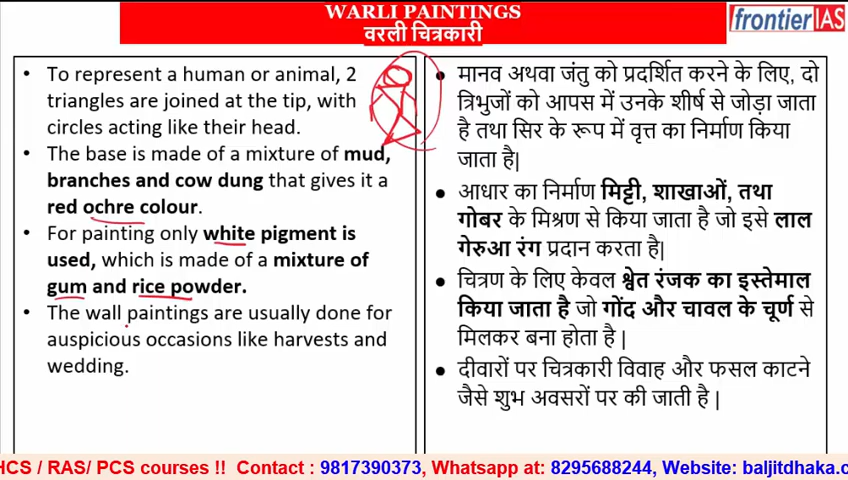 WARLI PAINTINGS
वरली चित्रकारी
frontier IAS
• To represent a human or animal, 2
triangles are joined at the tip, with
circles acting like their head.
• The base is made of a mixture of mud,
branches and cow dung that gives it a
red ochre colour.
• For painting only white pigment is
used, which is made of a mixture of
gum and rice powder.
• The wall paintings are usually done for
auspicious occasions like harvests and
wedding.
• मानव अथवा जंतु को प्रदर्शित करने के लिए, दो
त्रिभुजों को आपस में उनके शीर्ष से जोड़ा जाता
है तथा सिर के रूप में वृत्त का निर्माण किया
जाता है|
• आधार का निर्माण मिट्टी, शाखाओं, तथा
गोबर के मिश्रण से किया जाता है जो इसे लाल
गेरुआ रंग प्रदान करता है|
• चित्रण के लिए केवल श्वेत रंजक का इस्तेमाल
किया जाता है जो गोंद और चावल के चूर्ण से
मिलकर बना होता है |
• दीवारों पर चित्रकारी विवाह और फसल काटने
जैसे शुभ अवसरों पर की जाती है |
HCS / RAS/ PCS courses !! Contact : 9817390373, Whatsapp at: 8295688244, Website: baljitdhaka.c